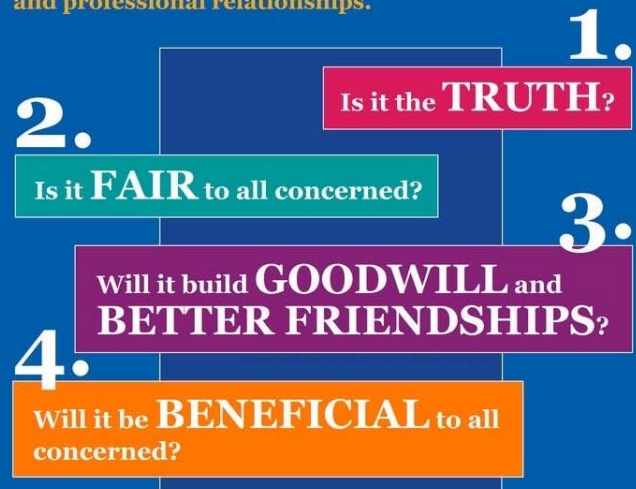 and professional relationships.
1.
Is it the TRUTH?
2.
Is it FAIR to all concerned?
3.
Will it build GOODWILL and
BETTER FRIENDSHIPS?
4.
Will it be BENEFICIAL to all
concerned?